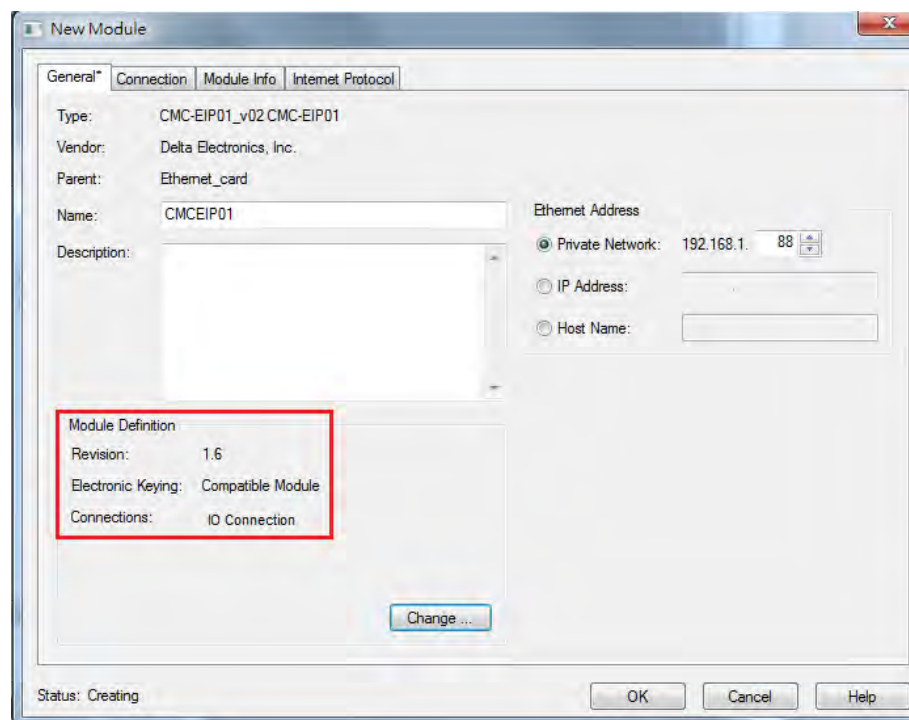 New Module
General* Connection Module Info Internet Protocol
Type: CMC-EIP01_v02 CMC-EIP01
Vendor: Delta Electronics, Inc.
Parent: Ethernet_card
Name: CMCEIP01
Description:
Ethernet Address
Private Network: 192.168.1. 88
IP Address:
Host Name:
Module Definition
Revision: 1.6
Electronic Keying: Compatible Module
Connections: IO Connection
Change ...
Status: Creating
OK Cancel Help